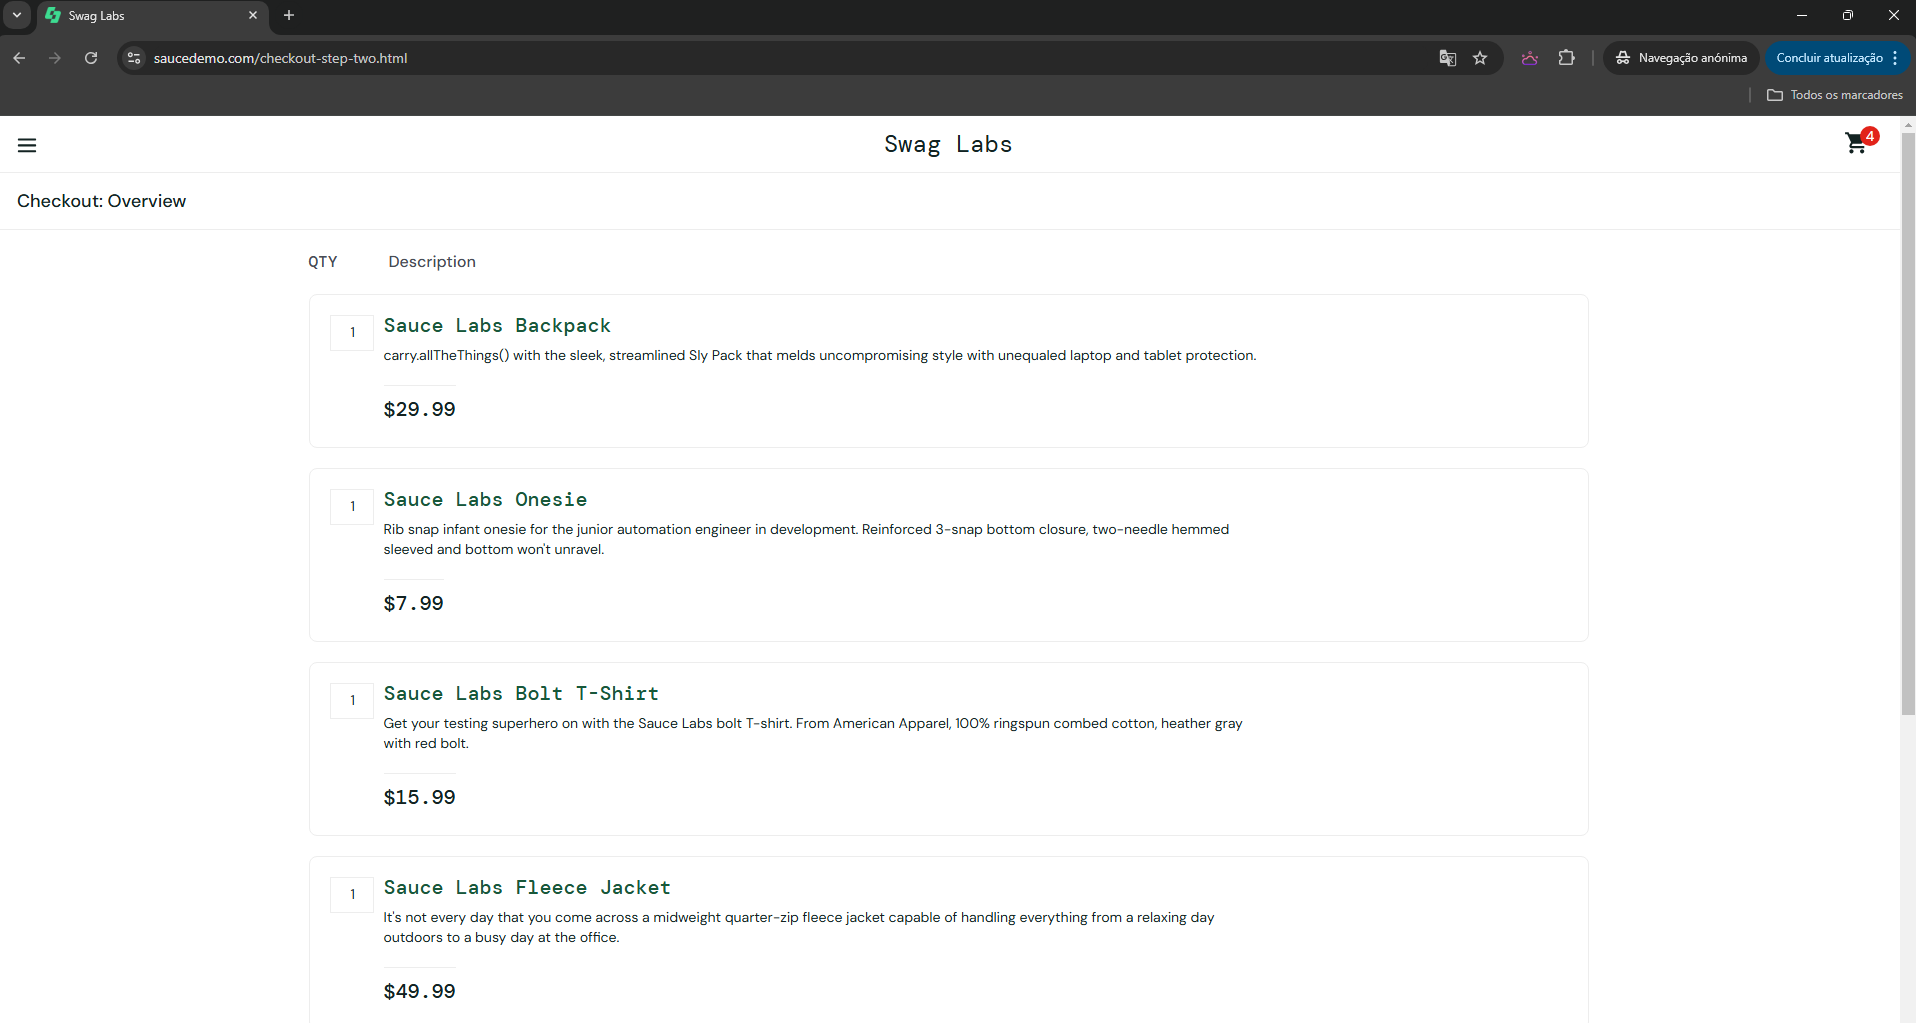 Swag Labs
saucedemo.com/checkout-step-two.html
Navegação anónima
Concluir atualização
Todos os marcadores
Swag Labs
4
Checkout: Overview
QTY Description
1 Sauce Labs Backpack
carry.allTheThings() with the sleek, streamlined Sly Pack that melds uncompromising style with unequaled laptop and tablet protection.
$29.99
1 Sauce Labs Onesie
Rib snap infant onesie for the junior automation engineer in development. Reinforced 3-snap bottom closure, two-needle hemmed
sleeved and bottom won't unravel.
$7.99
1 Sauce Labs Bolt T-Shirt
Get your testing superhero on with the Sauce Labs bolt T-shirt. From American Apparel, 100% ringspun combed cotton, heather gray
with red bolt.
$15.99
1 Sauce Labs Fleece Jacket
It's not every day that you come across a midweight quarter-zip fleece jacket capable of handling everything from a relaxing day
outdoors to a busy day at the office.
$49.99